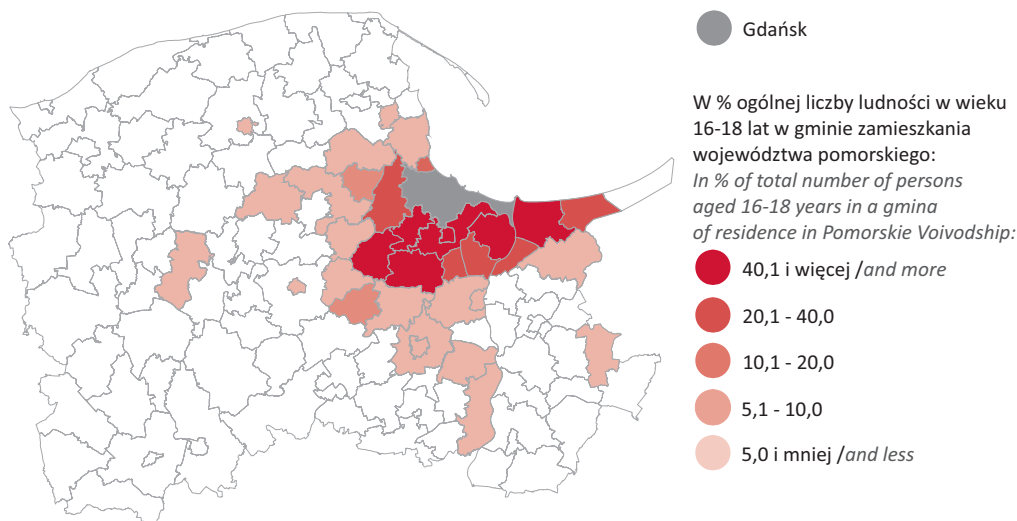 Gdańsk
W % ogólnej liczby ludności w wieku
16-18 lat w gminie zamieszkania
województwa pomorskiego:
In % of total number of persons
aged 16-18 years in a gmina
of residence in Pomorskie Voivodship:
40,1 i więcej /and more
20,1 - 40,0
10,1 - 20,0
5,1 - 10,0
5,0 i mniej /and less